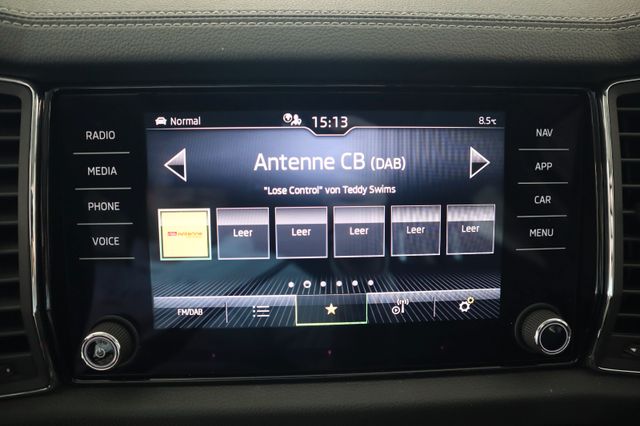 Normal
15:13
8.5°C
RADIO
MEDIA
PHONE
VOICE
NAV
APP
CAR
MENU
Antenne CB (DAB)
"Lose Control" von Teddy Swims
Leer Leer Leer Leer Leer
FM/DAB